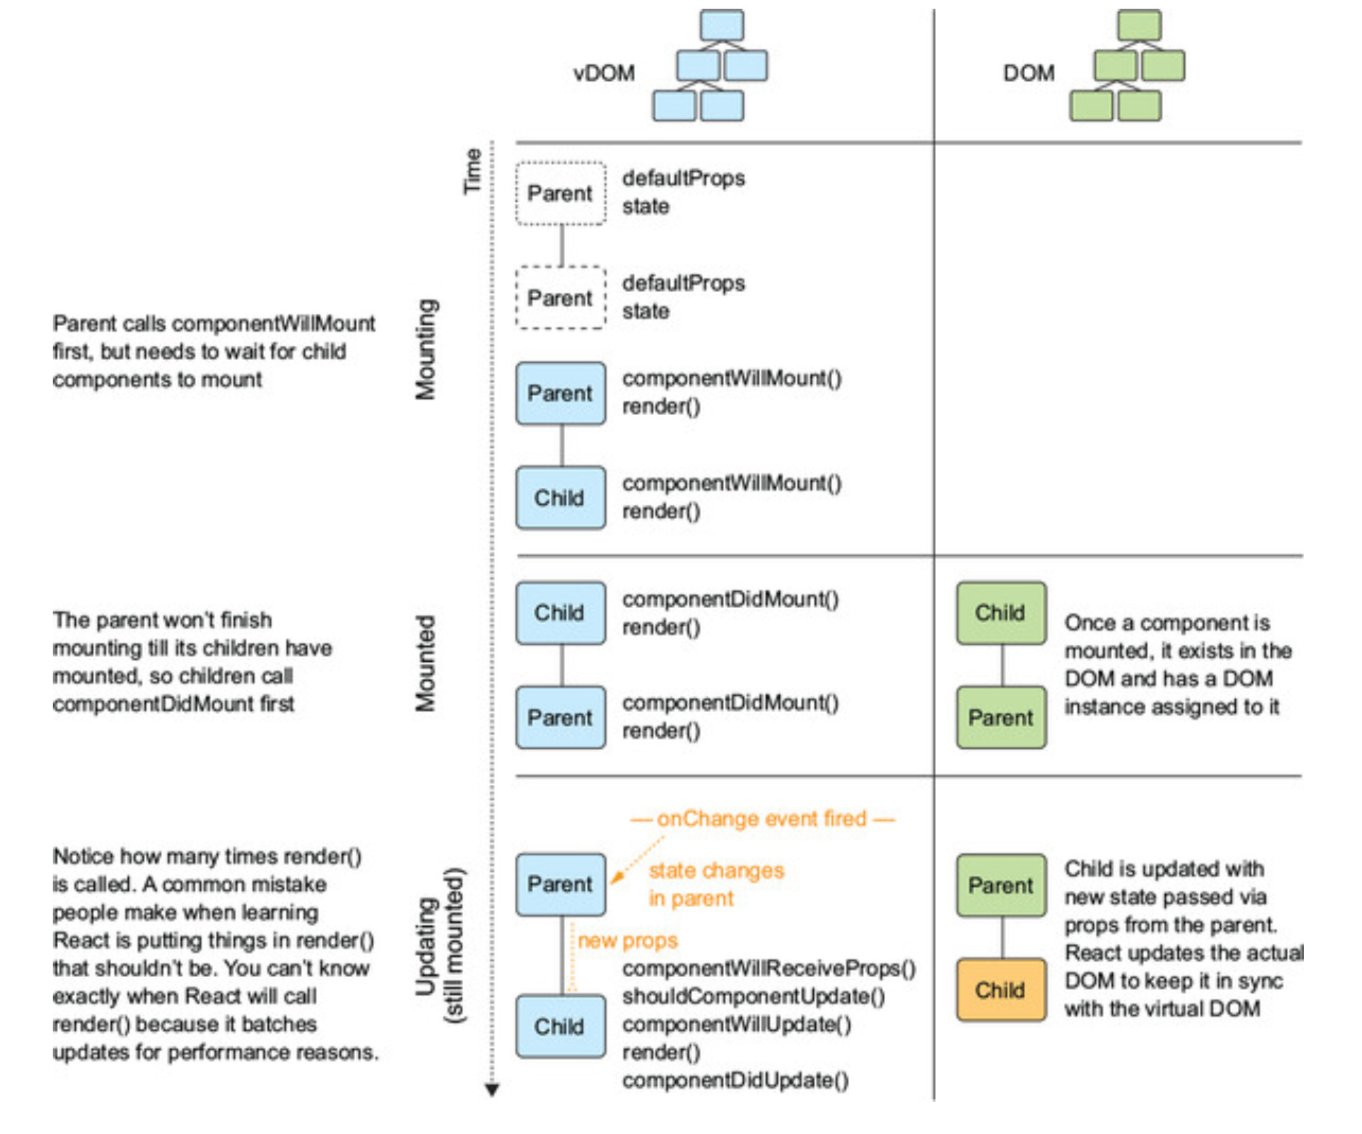 vDOM
DOM
Time
Parent
defaultProps
state
Parent
defaultProps
state
Mounting
Parent calls componentWillMount
first, but needs to wait for child
components to mount
Parent
componentWillMount()
render()
Child
componentWillMount()
render()
The parent won't finish
mounting till its children have
mounted, so children call
componentDidMount first
Mounted
Child
componentDidMount()
render()
Parent
componentDidMount()
render()
Child
Parent
Once a component is
mounted, it exists in the
DOM and has a DOM
instance assigned to it
Notice how many times render()
is called. A common mistake
people make when learning
React is putting things in render()
that shouldn't be. You can't know
exactly when React will call
render() because it batches
updates for performance reasons.
Updating
(still mounted)
— onChange event fired —
Parent
state changes
in parent
new props
Child
componentWillReceiveProps()
shouldComponentUpdate()
componentWillUpdate()
render()
componentDidUpdate()
Parent
Child
Child is updated with
new state passed via
props from the parent.
React updates the actual
DOM to keep it in sync
with the virtual DOM